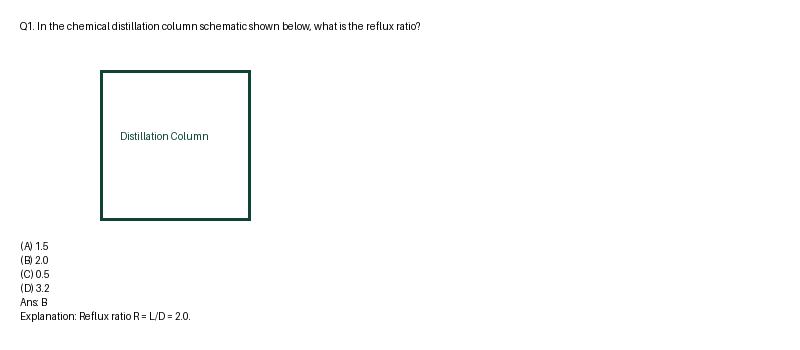 Q1. In the chemical distillation column schematic shown below, what is the reflux ratio?
Distillation Column
(A) 1.5
(B) 2.0
(C) 0.5
(D) 3.2
Ans: B
Explanation: Reflux ratio R = L/D = 2.0.